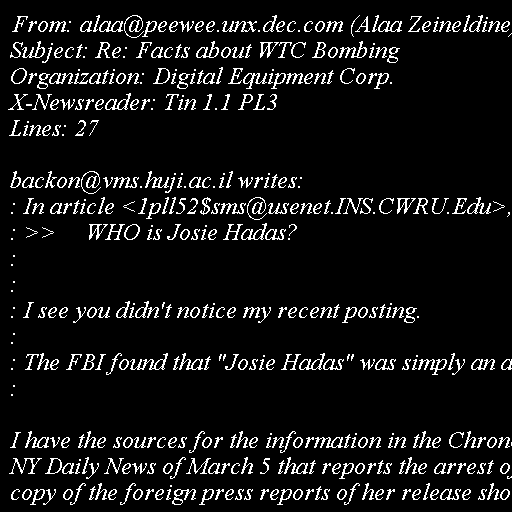 From: alaa@peewee.unx.dec.com (Alaa Zeineldine)
Subject: Re: Facts about WTC Bombing
Organization: Digital Equipment Corp.
X-Newsreader: Tin 1.1 PL3
Lines: 27

backon@vms.huji.ac.il writes:
: In article <1pll52$sms@usenet.INS.CWRU.Edu>,
: >>     WHO is Josie Hadas?
:
:
: I see you didn't notice my recent posting.
:
: The FBI found that "Josie Hadas" was simply an a
:

I have the sources for the information in the Chron
NY Daily News of March 5 that reports the arrest of
copy of the foreign press reports of her release sho